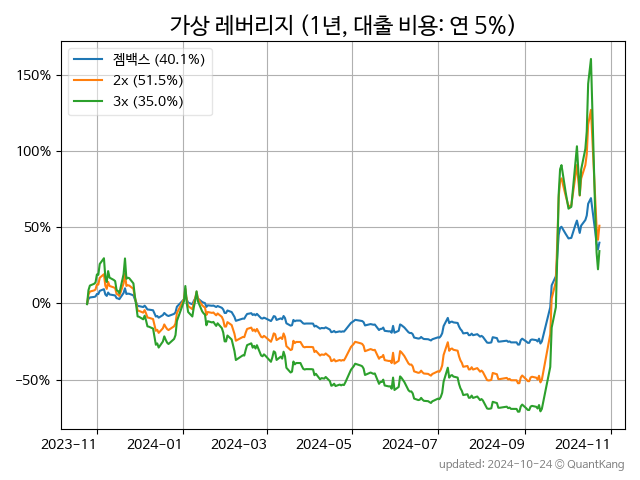 가상 레버리지 (1년, 대출 비용: 연 5%)
젬백스 (40.1%)
2x (51.5%)
3x (35.0%)
150%
100%
50%
0%
−50%
2023-11
2024-01
2024-03
2024-05
2024-07
2024-09
2024-11
updated: 2024-10-24 @ QuantKang